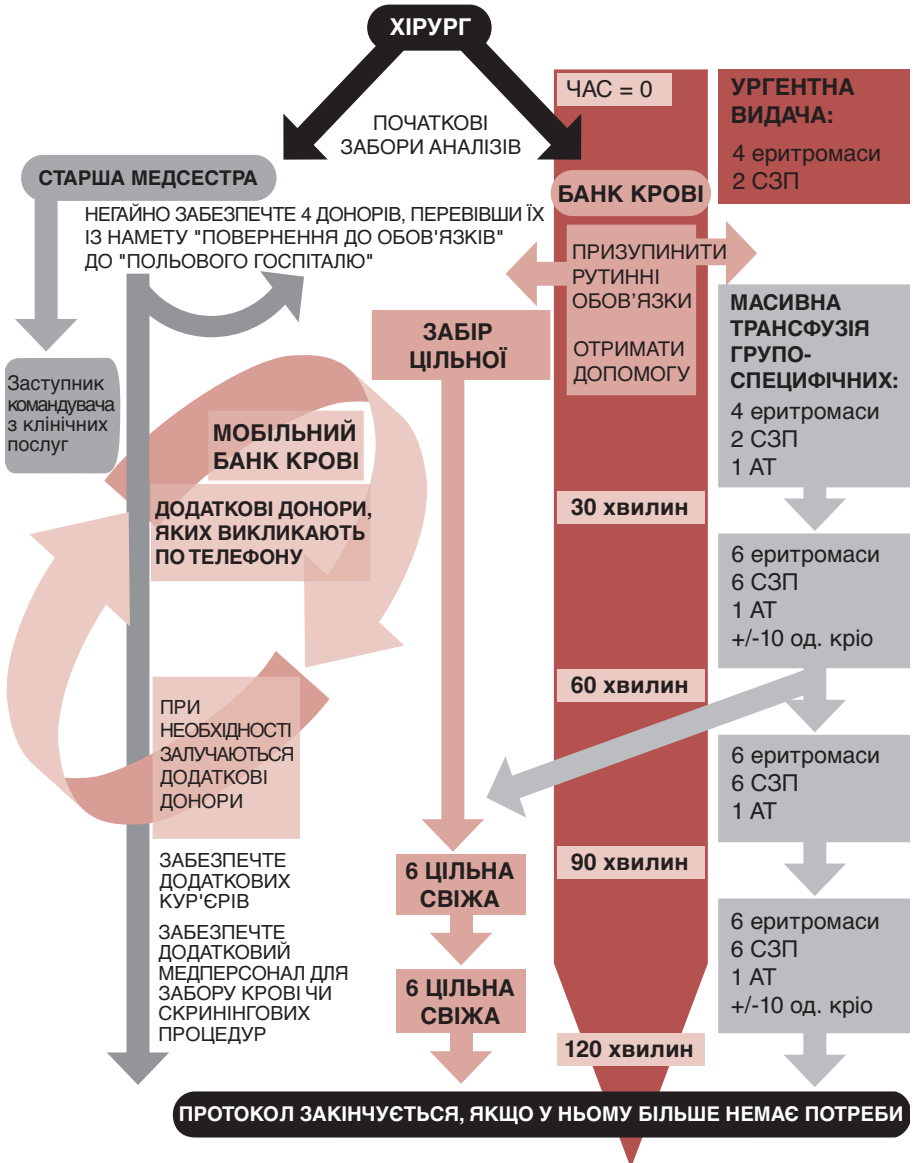 ХІРУРГ
ПОЧАТКОВІ
ЗАБОРИ АНАЛІЗІВ
СТАРША МЕДСЕСТРА
НЕГАЙНО ЗАБЕЗПЕЧТЕ 4 ДОНОРІВ, ПЕРЕВІВШИ ЇХ
ІЗ НАМЕТУ "ПОВЕРНЕННЯ ДО ОБОВ'ЯЗКІВ"
ДО "ПОЛЬОВОГО ГОСПІТАЛЮ"
Заступник
командувача
з клінічних
послуг
МОБІЛЬНИЙ
БАНК КРОВІ
ДОДАТКОВІ ДОНОРИ,
ЯКИХ ВИКЛИКАЮТЬ
ПО ТЕЛЕФОНУ
ПРИ
НЕОБХІДНОСТІ
ЗАЛУЧАЮТЬСЯ
ДОДАТКОВІ
ДОНОРИ
ЗАБЕЗПЕЧТЕ
ДОДАТКОВИХ
КУР'ЄРІВ
ЗАБЕЗПЕЧТЕ
ДОДАТКОВИЙ
МЕДПЕРСОНАЛ ДЛЯ
ЗАБОРУ КРОВІ ЧИ
СКРИНІНГОВИХ
ПРОЦЕДУР
ЗАБІР
ЦІЛЬНОЇ
6 ЦІЛЬНА
СВІЖА
6 ЦІЛЬНА
СВІЖА
ЧАС = 0
БАНК КРОВІ
ПРИЗУПИНИТИ
РУТИННІ
ОБОВ’ЯЗКИ
ОТРИМАТИ
ДОПОМОГУ
30 хвилин
60 хвилин
90 хвилин
120 хвилин
УРГЕНТНА
ВИДАЧА:
4 еритромаси
2 СЗП
МАСИВНА
ТРАНСФУЗІЯ
ГРУПО-
СПЕЦИФІЧНИХ:
4 еритромаси
2 СЗП
1 АТ
6 еритромаси
6 СЗП
1 АТ
+/-10 од. кріо
6 еритромаси
6 СЗП
1 АТ
6 еритромаси
6 СЗП
1 АТ
+/-10 од. кріо
ПРОТОКОЛ ЗАКІНЧУЄТЬСЯ, ЯКЩО У НЬОМУ БІЛЬШЕ НЕМАЄ ПОТРЕБИ